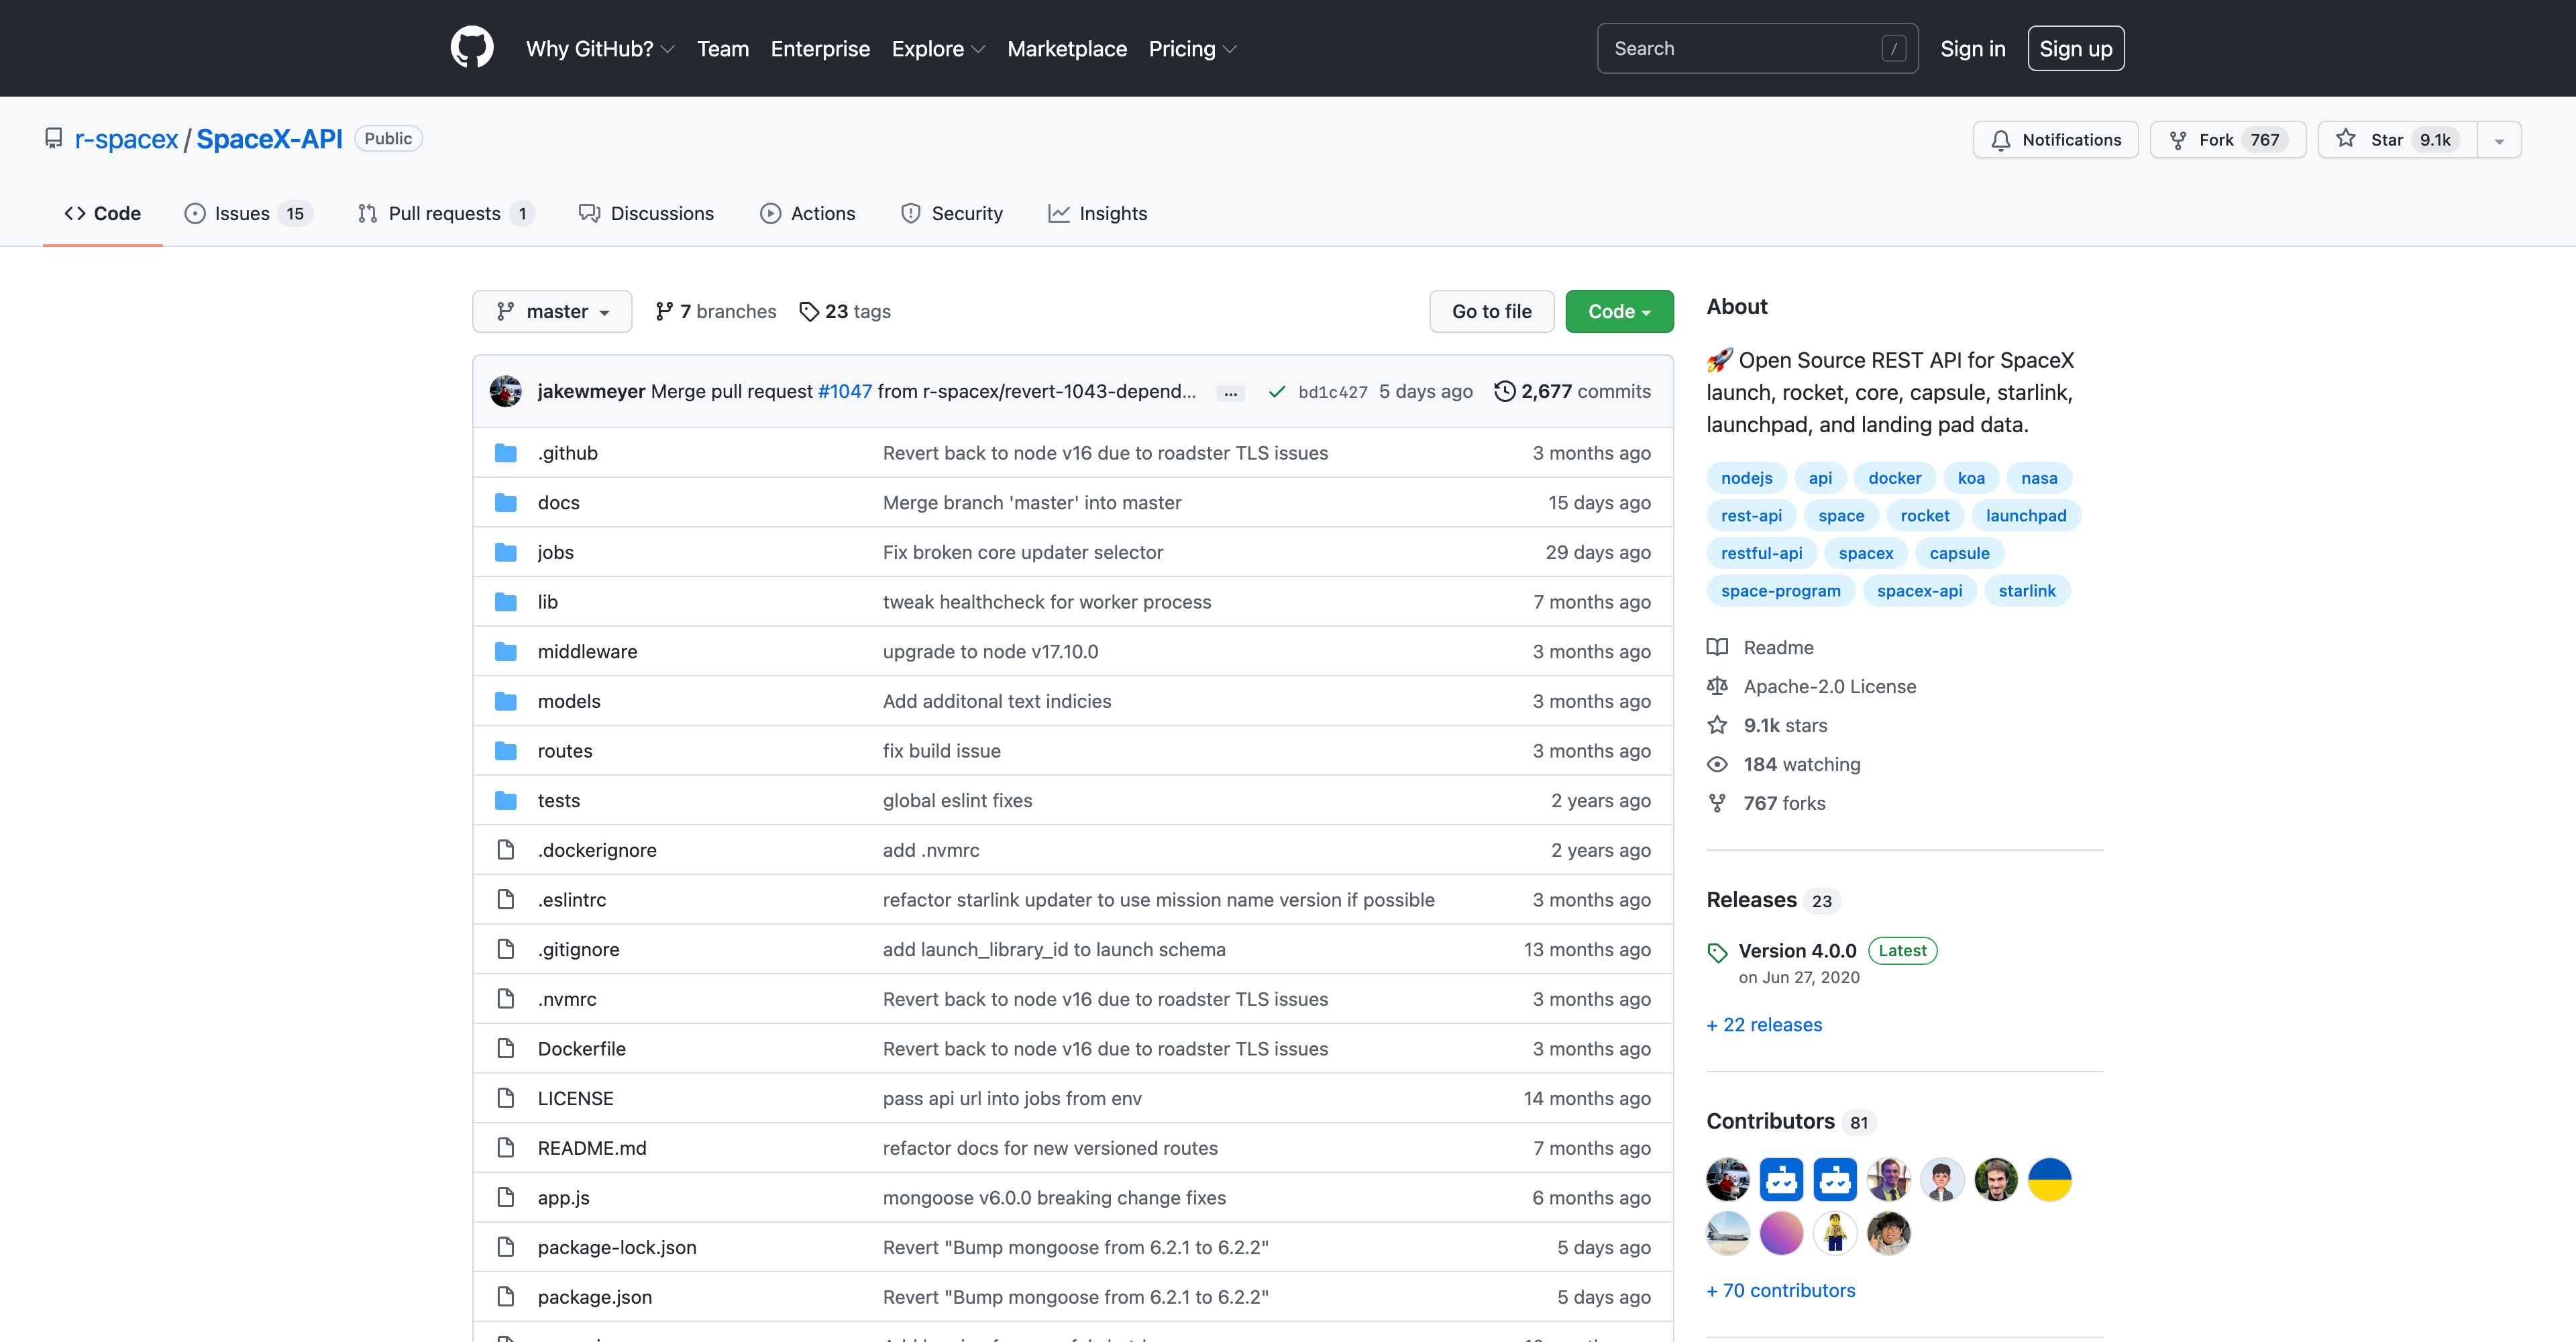 Why GitHub? Team Enterprise Explore Marketplace Pricing Search / Sign in Sign up
r-spacex / SpaceX-API Public Notifications Fork 767 Star 9.1k
Code Issues 15 Pull requests 1 Discussions Actions Security Insights
master 7 branches 23 tags Go to file Code
jakewmeyer Merge pull request #1047 from r-spacex/revert-1043-depend... ... bd1c427 5 days ago 2,677 commits
.github Revert back to node v16 due to roadster TLS issues 3 months ago
docs Merge branch 'master' into master 15 days ago
jobs Fix broken core updater selector 29 days ago
lib tweak healthcheck for worker process 7 months ago
middleware upgrade to node v17.10.0 3 months ago
models Add additonal text indicies 3 months ago
routes fix build issue 3 months ago
tests global eslint fixes 2 years ago
.dockerignore add .nvmrc 2 years ago
.eslintrc refactor starlink updater to use mission name version if possible 3 months ago
.gitignore add launch_library_id to launch schema 13 months ago
.nvmrc Revert back to node v16 due to roadster TLS issues 3 months ago
Dockerfile Revert back to node v16 due to roadster TLS issues 3 months ago
LICENSE pass api url into jobs from env 14 months ago
README.md refactor docs for new versioned routes 7 months ago
app.js mongoose v6.0.0 breaking change fixes 6 months ago
package-lock.json Revert "Bump mongoose from 6.2.1 to 6.2.2" 5 days ago
package.json Revert "Bump mongoose from 6.2.1 to 6.2.2" 5 days ago
About
🚀 Open Source REST API for SpaceX
launch, rocket, core, capsule, starlink,
launchpad, and landing pad data.
nodejs api docker koa nasa
rest-api space rocket launchpad
restful-api spacex capsule
space-program spacex-api starlink
Readme
Apache-2.0 License
9.1k stars
184 watching
767 forks
Releases 23
Version 4.0.0 Latest
on Jun 27, 2020
+ 22 releases
Contributors 81
+ 70 contributors